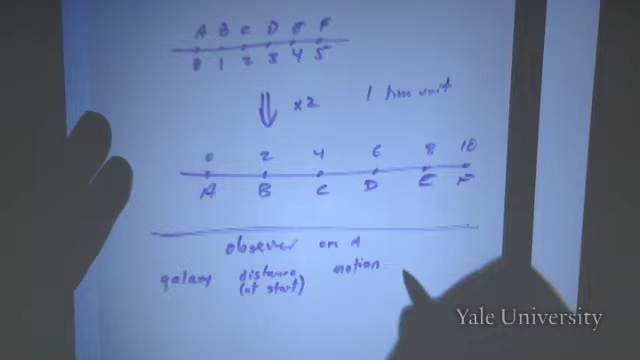 A B C D E F
0 1 2 3 4 5
x2 1 time unit
0 2 4 6 8 10
A B C D E F
observer on A
galaxy distance motion
(at start)
Yale University